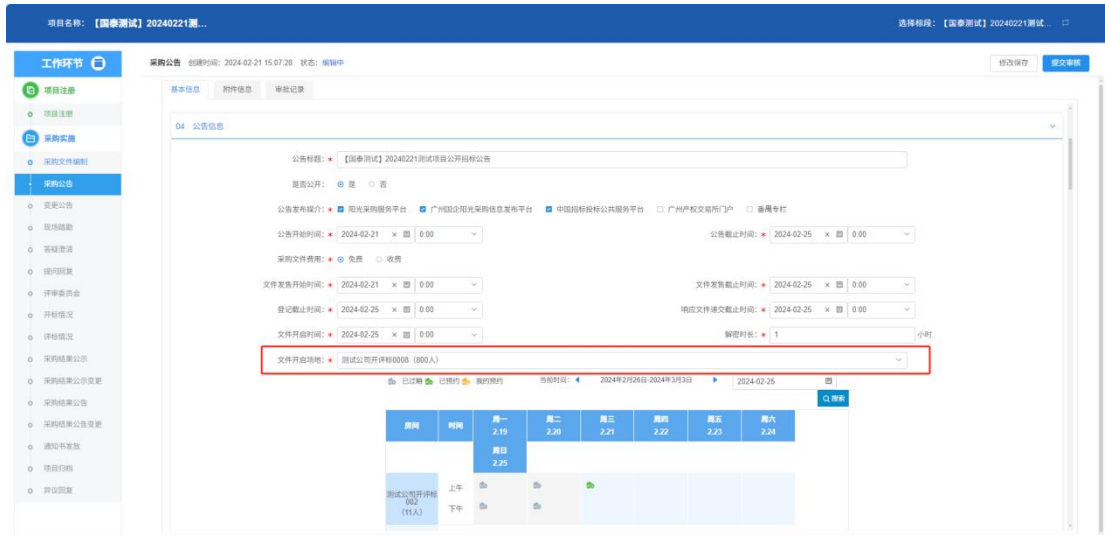 项目名称: 【国泰测试】20240221测...
选择标段: 【国泰测试】20240221测试...
工作环节
采购公告 创建时间: 2024-02-21 15:07:28 状态: 编辑中
修改保存 提交审核
项目注册
项目注册
采购实施
采购文件编制
采购公告
变更公告
现场踏勘
答疑澄清
提问回复
评审委员会
开标情况
评标情况
采购结果公示
采购结果公示变更
采购结果公告
采购结果公告变更
通知书发放
项目归档
异议回复
基本信息 附件信息 审批记录
04 公告信息
公告标题: * 【国泰测试】20240221测试项目公开招标公告
是否公开: 是 否
公告发布媒介: * 阳光采购服务平台 广州国企阳光采购信息发布平台 中国招标投标公共服务平台 广州产权交易所门户 番禺专栏
公告开始时间: * 2024-02-21 × 0:00 公告截止时间: * 2024-02-25 × 0:00
采购文件费用: * 免费 收费
文件发售开始时间: * 2024-02-21 × 0:00 文件发售截止时间: * 2024-02-25 × 0:00
登记截止时间: * 2024-02-25 × 0:00 响应文件递交截止时间: * 2024-02-25 × 0:00
文件开启时间: * 2024-02-25 × 0:00 解密时长: * 1 小时
文件开启场地: * 测试公司开评标0008（800人）
已过期 已预约 我的预约 当前时间: 2024年2月26日-2024年3月3日 2024-02-25
搜索
房间 时间 周一 周二 周三 周四 周五 周六
2.19 2.20 2.21 2.22 2.23 2.24
周日
2.25
测试公司开评标
002
（11人）
上午
下午